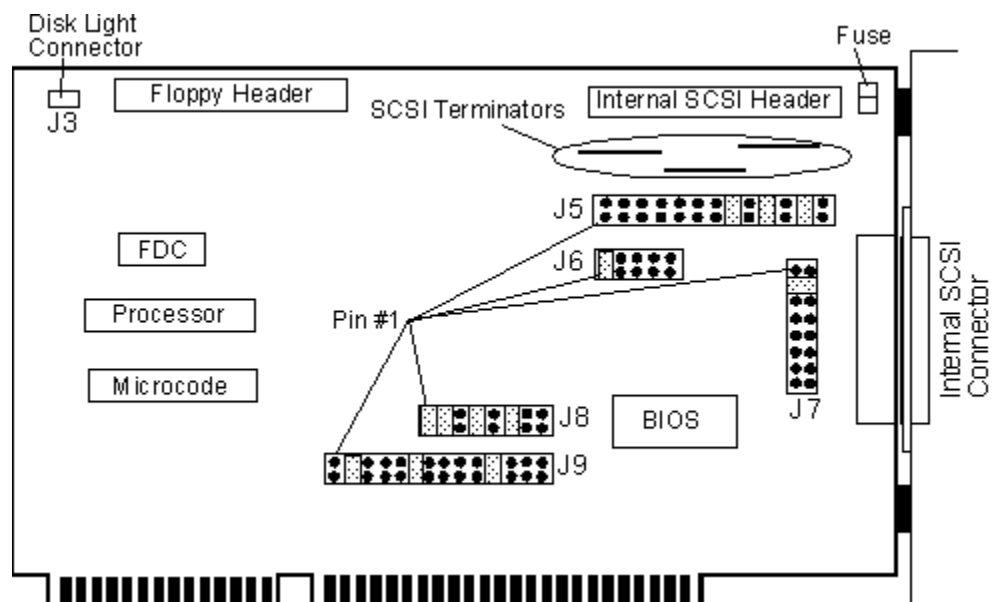 Disk Light
Connector
Fuse
Floppy Header
Internal SCSI Header
J3
SCSI Terminators
J5
FDC
J6
Processor
Pin #1
Internal SCSI
Connector
Microcode
J7
J8
BIOS
J9